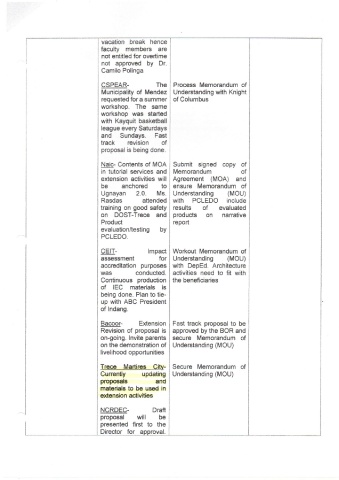 vacation break hence
faculty members are
not entitled for overtime
not approved by Dr.
Camilo Polinga
CSPEAR- The
Municipality of Mendez
requested for a summer
workshop. The same
workshop was started
with Kayquit basketball
league every Saturdays
and Sundays. Fast
track revision of
proposal is being done.
Process Memorandum of
Understanding with Knight
of Columbus
Naic- Contents of MOA
in tutorial services and
extension activities will
be anchored to
Ugnayan 2.0. Ms.
Rasdas attended
training on good safety
on DOST-Trece and
Product
evaluation/testing by
PCLEDO.
Submit signed copy of
Memorandum of
Agreement (MOA) and
ensure Memorandum of
Understanding (MOU)
with PCLEDO include
results of evaluated
products on narrative
report
CEIT- Impact
assessment for
accreditation purposes
was conducted.
Continuous production
of IEC materials is
being done. Plan to tie-
up with ABC President
of Indang.
Workout Memorandum of
Understanding (MOU)
with DepEd Architecture
activities need to fit with
the beneficiaries
Bacoor- Extension
Revision of proposal is
on-going. Invite parents
on the demonstration of
livelihood opportunities
Fast track proposal to be
approved by the BOR and
secure Memorandum of
Understanding (MOU)
Trece Martires City-
Currently updating
proposals and
materials to be used in
extension activities
Secure Memorandum of
Understanding (MOU)
NCRDEC- Draft
proposal will be
presented first to the
Director for approval.